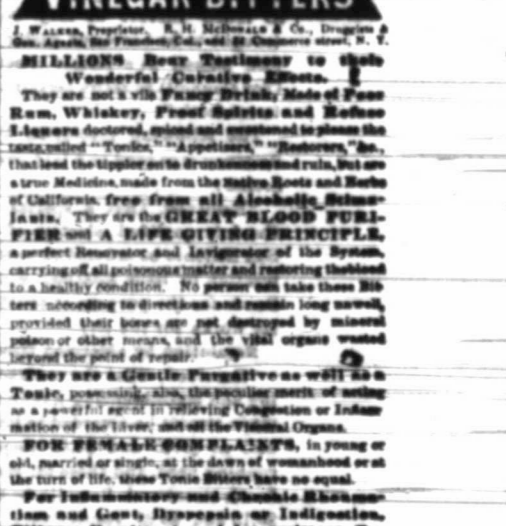 VINEGAR BITTERS
J. WALKER, Proprietor. R. H. McDONALD & Co., Druggists &
Gen. Agents, San Francisco, Cal., and 32 Commerce street, N. Y.
MILLIONS Bear Testimony to their
Wonderful Curative Effects.
They are not a vile Fancy Drink, Made of Poor
Rum, Whiskey, Proof Spirits and Refuse
Liquors doctored, spiced and sweetened to please the
taste, called "Tonics," "Appetizers," "Restorers," &c.,
that lead the tippler on to drunkenness and ruin, but are
a true Medicine, made from the Native Roots and Herbs
of California, free from all Alcoholic Stimu-
lants. They are the GREAT BLOOD PURI-
FIER and A LIFE GIVING PRINCIPLE,
a perfect Renovator and Invigorator of the System,
carrying off all poisonous matter and restoring the blood
to a healthy condition. No person can take these Bit-
ters according to directions and remain long unwell,
provided their bones are not destroyed by mineral
poison or other means, and the vital organs wasted
beyond the point of repair.
They are a Gentle Purgative as well as a
Tonic, possessing, also, the peculiar merit of acting
as a powerful agent in relieving Congestion or Inflam-
mation of the Liver, and all the Visceral Organs.
FOR FEMALE COMPLAINTS, in young or
old, married or single, at the dawn of womanhood or at
the turn of life, these Tonic Bitters have no equal.
For Inflammatory and Chronic Rheuma-
tism and Gout, Dyspepsia or Indigestion,